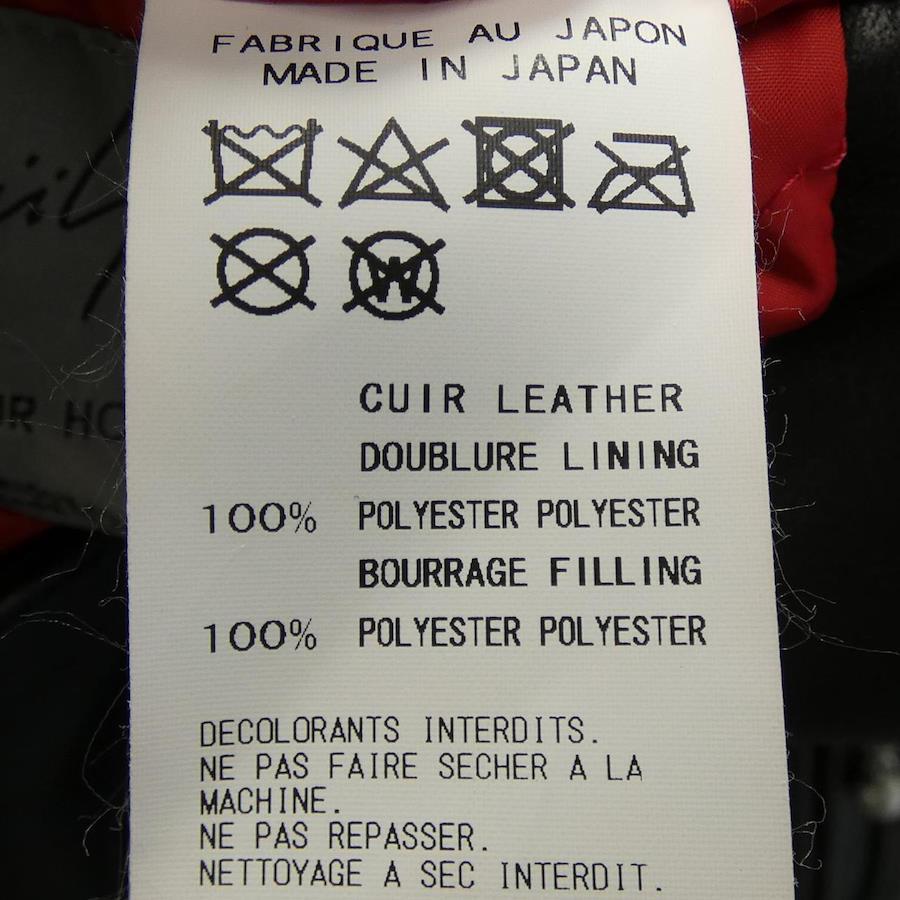 FABRIQUE AU JAPON
MADE IN JAPAN
W
CUIR LEATHER
DOUBLURE LINING
100% POLYESTER POLYESTER
BOURRAGE FILLING
100% POLYESTER POLYESTER
DECOLORANTS INTERDITS.
NE PAS FAIRE SECHER A LA
MACHINE.
NE PAS REPASSER.
NETTOYAGE A SEC INTERDIT.